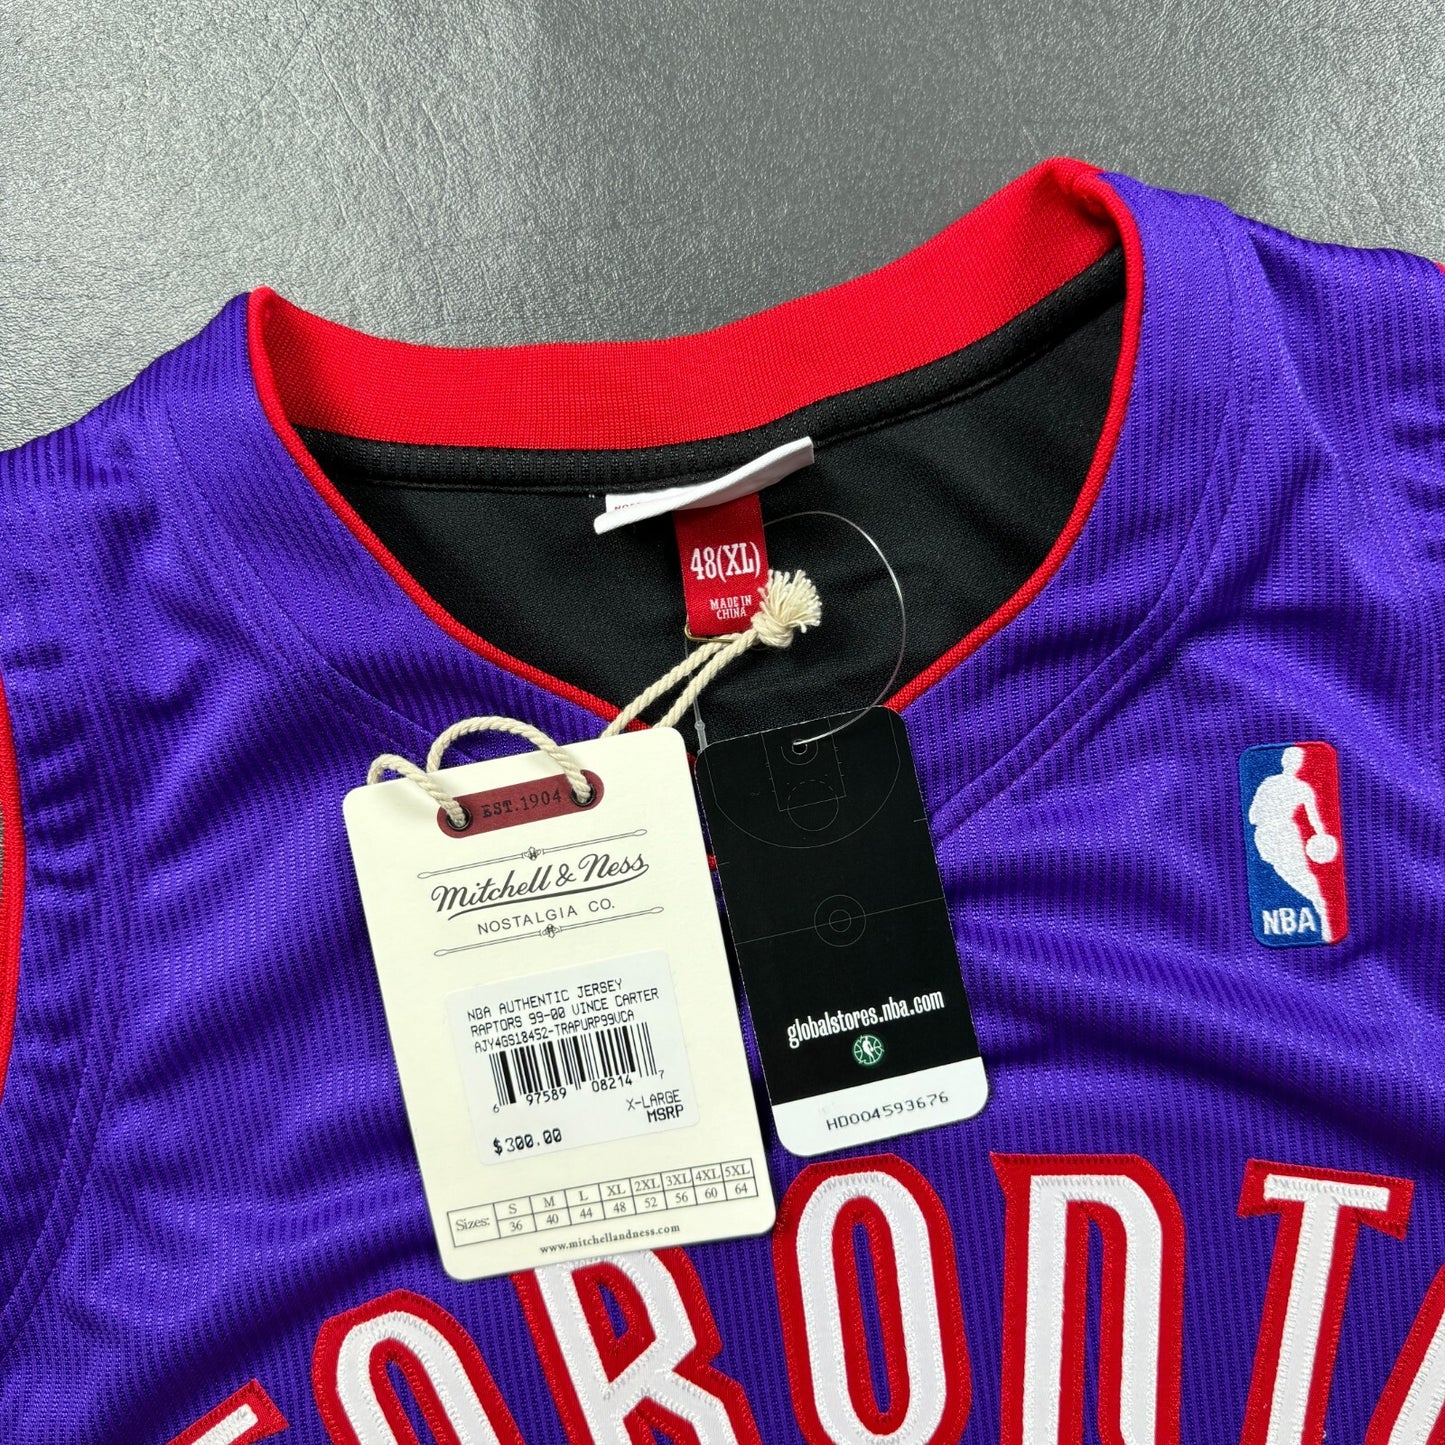 48(XL)
MADE IN
CHINA
EST.1904
Mitchell & Ness
NOSTALGIA CO.
NBA AUTHENTIC JERSEY
RAPTORS 99-00 VINCE CARTER
AJY4GS18452-TRAPURP99VCA
6 97589 08214 7
X-LARGE
MSRP
$300.00
Sizes: S M L XL 2XL 3XL 4XL 5XL
36 40 44 48 52 56 60 64
www.mitchellandness.com
globalstores.nba.com
HD004593676
NBA
TORONTO